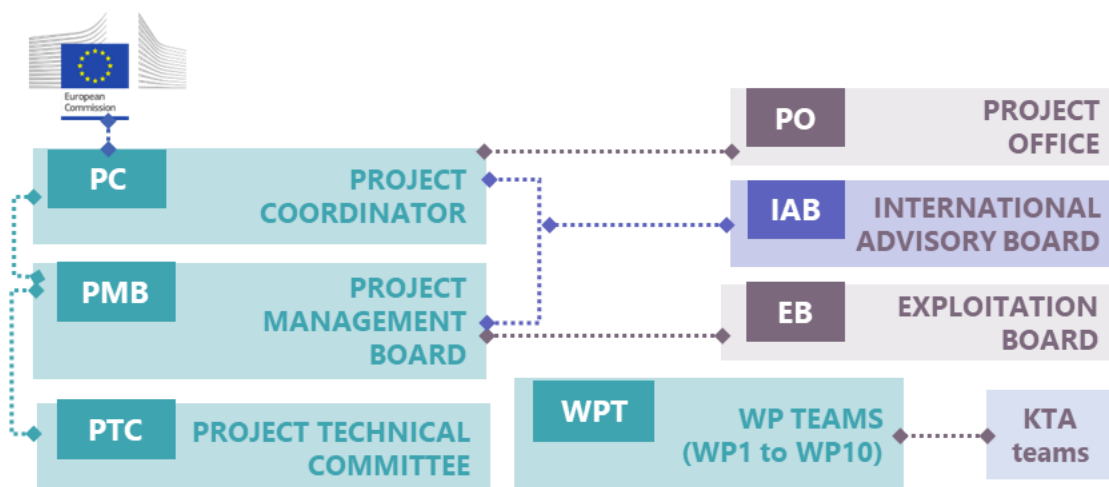 European
Commission
PC
PROJECT
COORDINATOR
PMB
PROJECT
MANAGEMENT
BOARD
PTC
PROJECT TECHNICAL
COMMITTEE
PO
PROJECT
OFFICE
IAB
INTERNATIONAL
ADVISORY BOARD
EB
EXPLOITATION
BOARD
WPT
WP TEAMS
(WP1 to WP10)
KTA
teams